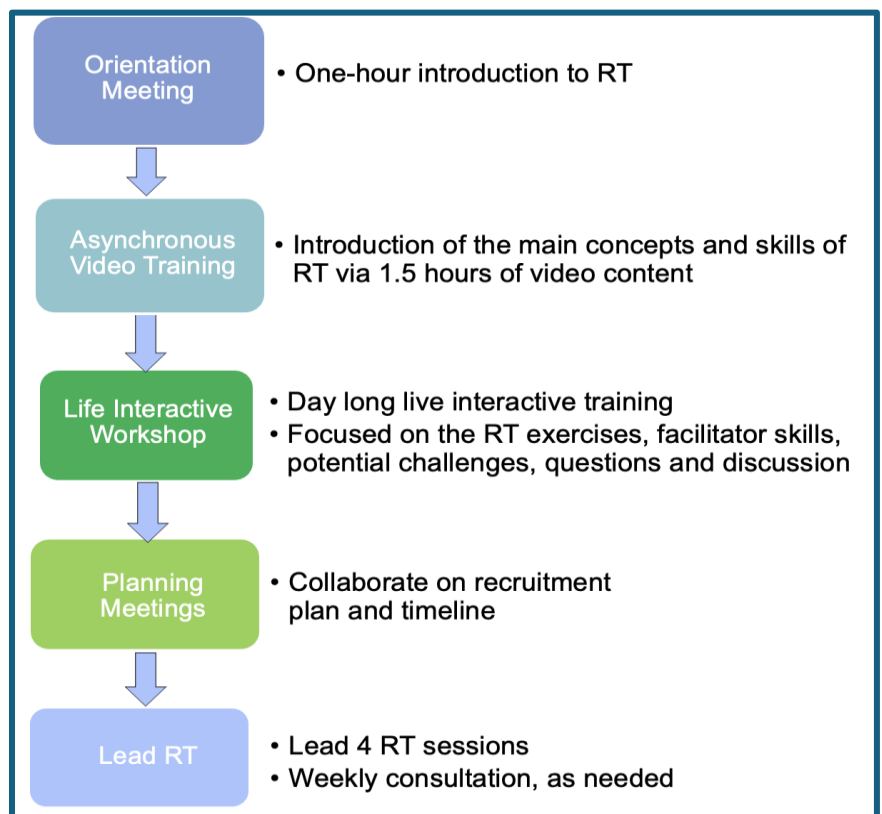 Orientation
Meeting
• One-hour introduction to RT
Asynchronous
Video Training
• Introduction of the main concepts and skills of
RT via 1.5 hours of video content
Life Interactive
Workshop
• Day long live interactive training
• Focused on the RT exercises, facilitator skills,
potential challenges, questions and discussion
Planning
Meetings
• Collaborate on recruitment
plan and timeline
Lead RT
• Lead 4 RT sessions
• Weekly consultation, as needed